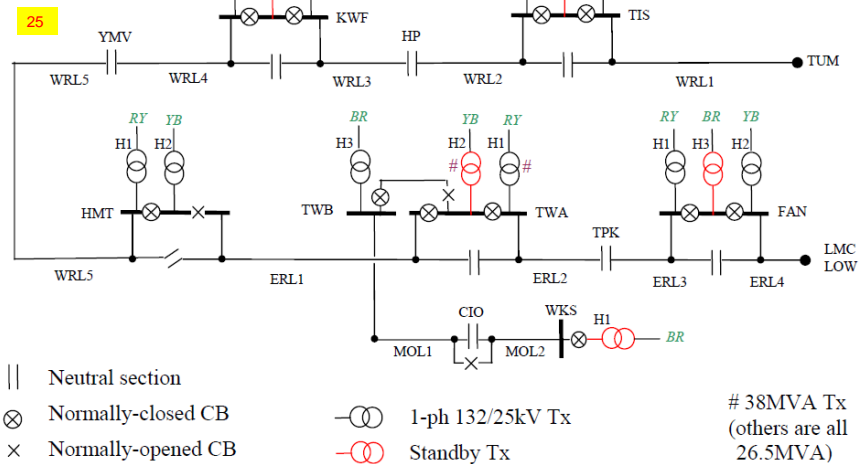 25
KWF
TIS
YMV
HP
WRL5
WRL4
WRL3
WRL2
WRL1
TUM
RY
YB
BR
YB
RY
RY
BR
YB
H1
H2
H3
H2
H1
H1
H3
H2
#
#
HMT
TWB
TWA
FAN
TPK
LMC
LOW
WRL5
ERL1
ERL2
ERL3
ERL4
CIO
WKS
H1
BR
MOL1
MOL2
Neutral section
Normally-closed CB
Normally-opened CB
1-ph 132/25kV Tx
Standby Tx
# 38MVA Tx
(others are all
26.5MVA)